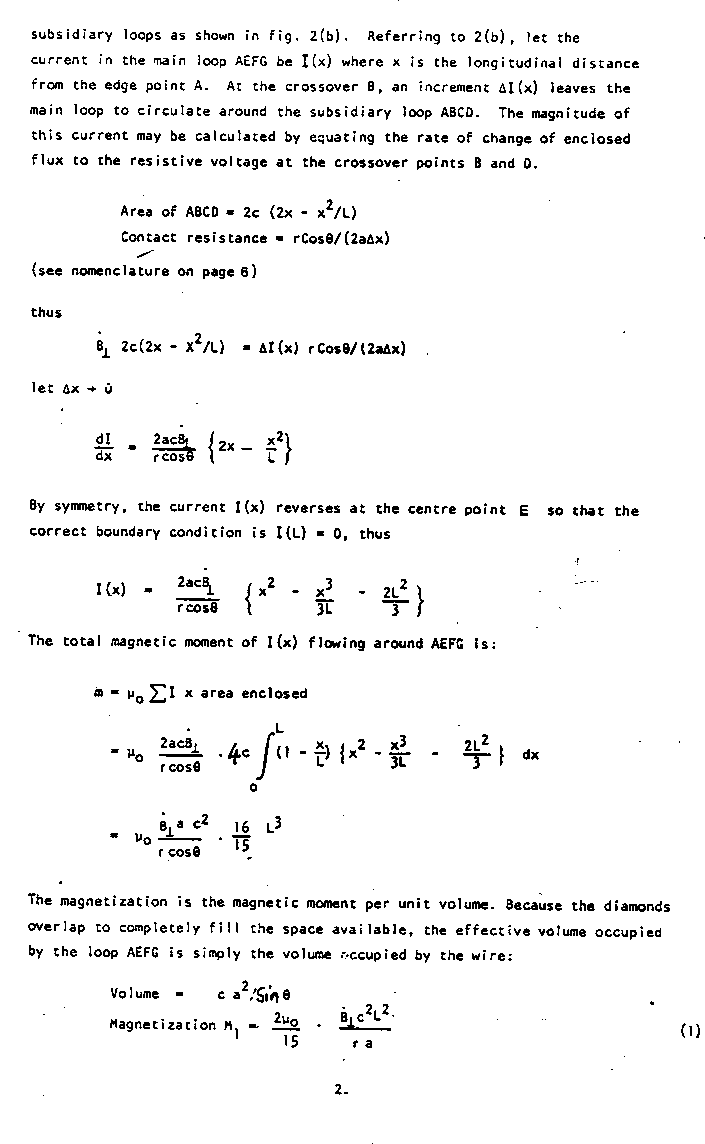 subsidiary loops as shown in fig. 2(b). Referring to 2(b), let the
current in the main loop AEFG be I(x) where x is the longitudinal distance
from the edge point A. At the crossover B, an increment ΔI(x) leaves the
main loop to circulate around the subsidiary loop ABCD. The magnitude of
this current may be calculated by equating the rate of change of enclosed
flux to the resistive voltage at the crossover points B and D.
Area of ABCD = 2c (2x - x²/L)
Contact resistance = rCosθ/(2aΔx)
(see nomenclature on page 6)
thus
Ḃ⊥ 2c(2x - X²/L) = ΔI(x) rCosθ/(2aΔx)
let Δx → 0
dI/dx = 2acḂ⊥/rcosθ {2x - x²/L}
By symmetry, the current I(x) reverses at the centre point E so that the
correct boundary condition is I(L) = 0, thus
I(x) = 2acḂ⊥/rcosθ {x² - x³/3L - 2L²/3}
The total magnetic moment of I(x) flowing around AEFG is:
m = μ₀ ∑I x area enclosed
= μ₀ 2acḂ⊥/rcosθ . 4c ∫₀ᴸ (1 - x/L) {x² - x³/3L - 2L²/3} dx
= μ₀ Ḃ⊥a c²/rcosθ . 16/15 L³
The magnetization is the magnetic moment per unit volume. Because the diamonds
overlap to completely fill the space available, the effective volume occupied
by the loop AEFG is simply the volume occupied by the wire:
Volume = c a²/Sinθ
Magnetization M₁ = 2μ₀/15 . Ḃ⊥c²L²/r a (1)
2.